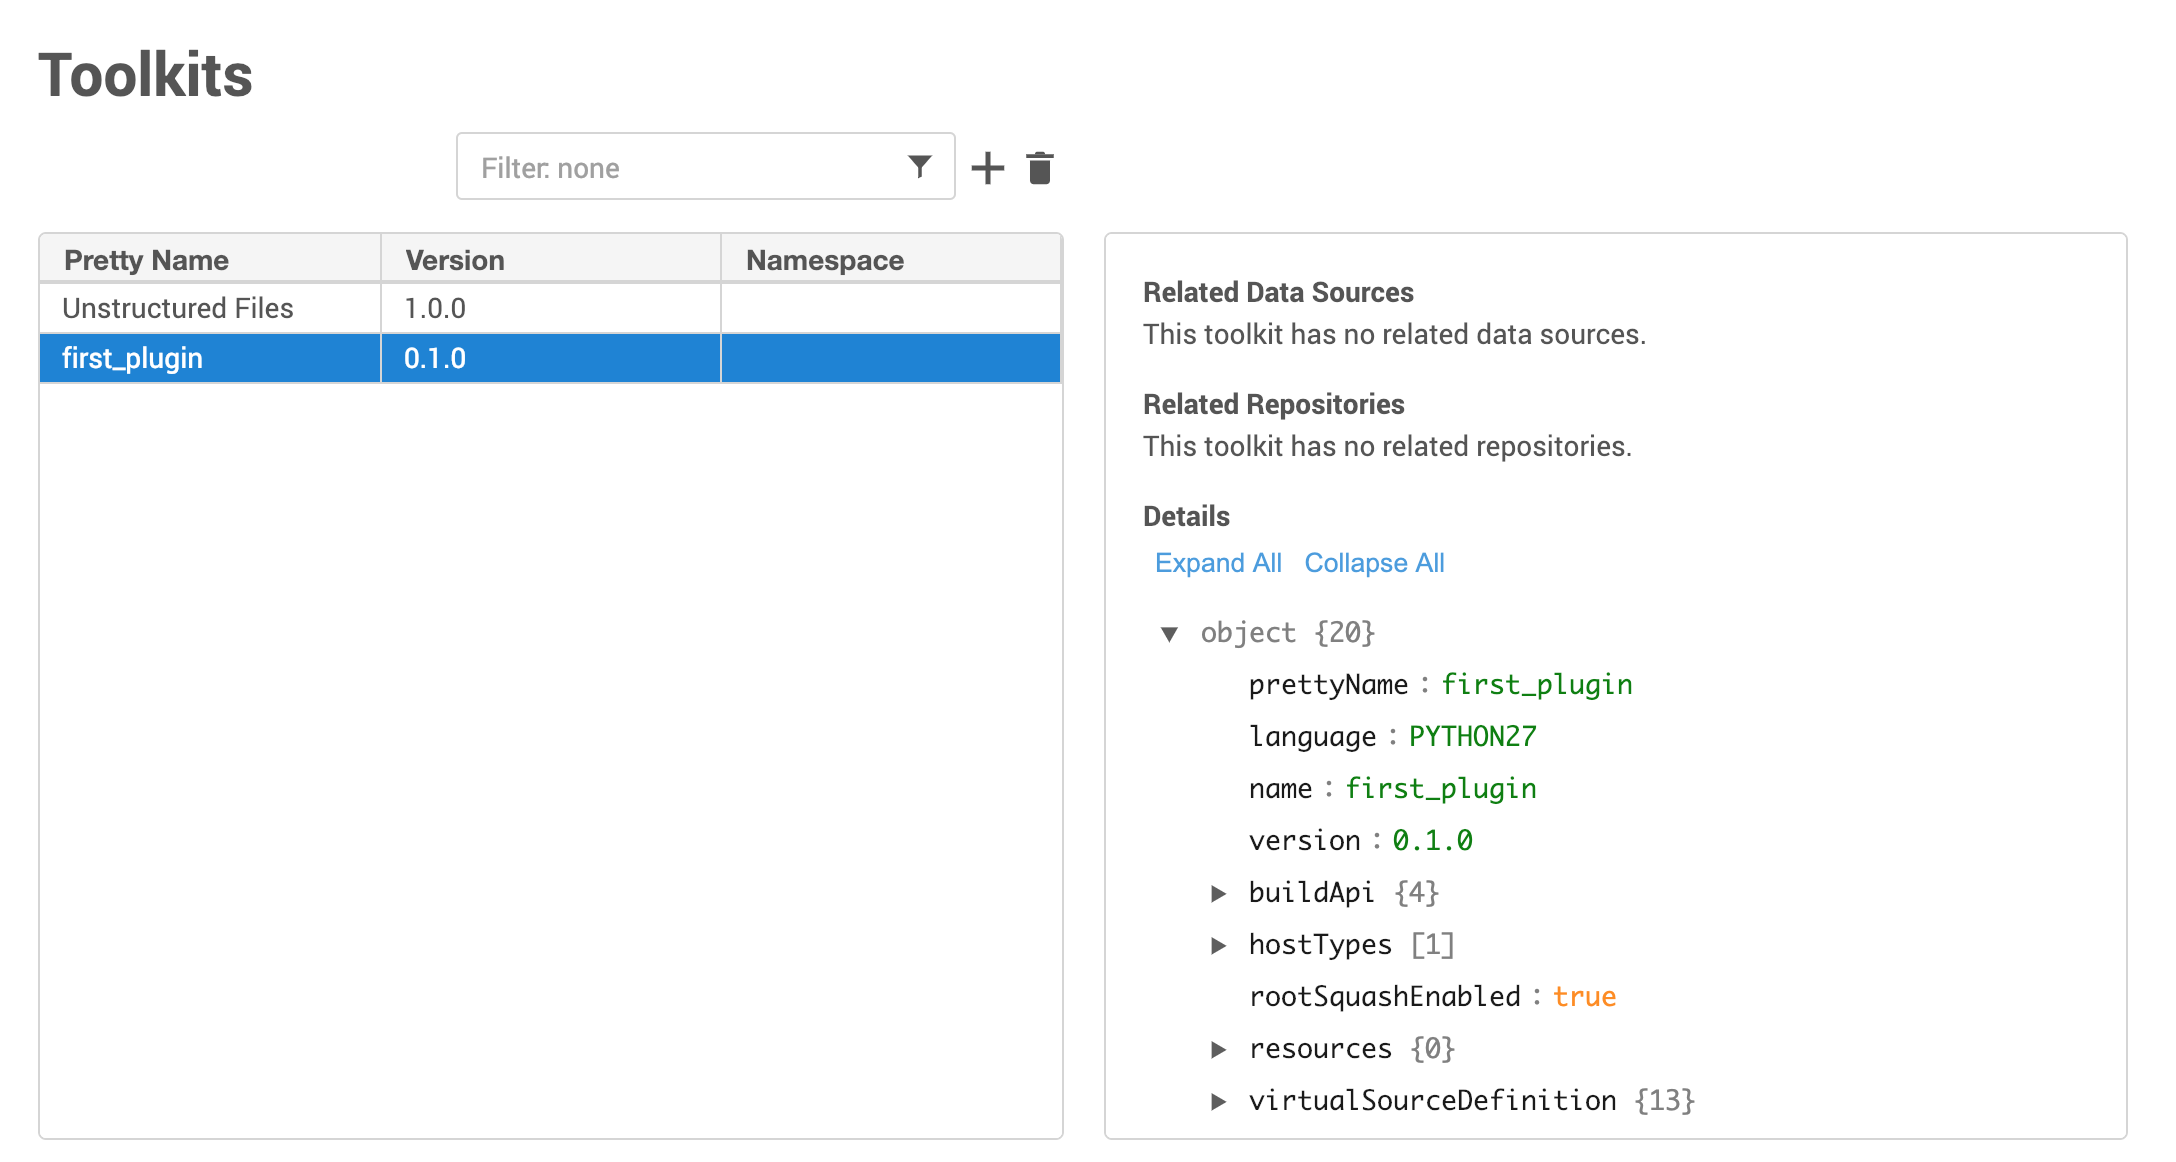 Toolkits
Filter: none
Pretty Name Version Namespace
Unstructured Files 1.0.0
first_plugin 0.1.0
Related Data Sources
This toolkit has no related data sources.
Related Repositories
This toolkit has no related repositories.
Details
Expand All Collapse All
object {20}
prettyName : first_plugin
language : PYTHON27
name : first_plugin
version : 0.1.0
buildApi {4}
hostTypes [1]
rootSquashEnabled : true
resources {0}
virtualSourceDefinition {13}